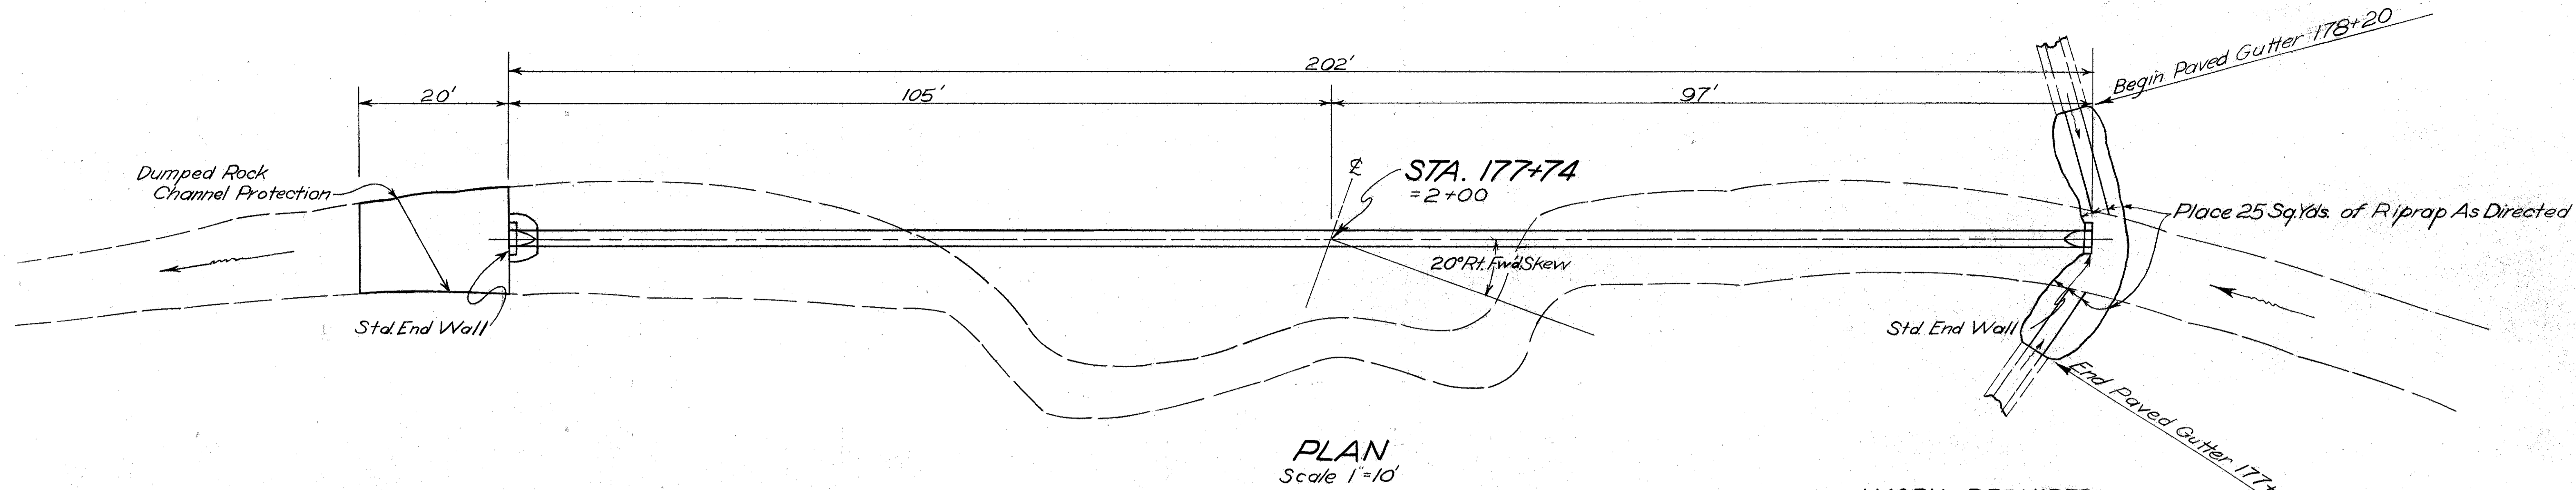 Begin Paved Gutter 178+20
202'
20'
105'
97'
Dumped Rock
Channel Protection
℄
STA. 177+74
=2+00
Place 25 Sq.Yds. of Riprap As Directed
20° Rt. Fw'd Skew
Std. End Wall
Std. End Wall
End Paved Gutter 177+
PLAN
Scale 1"=10'